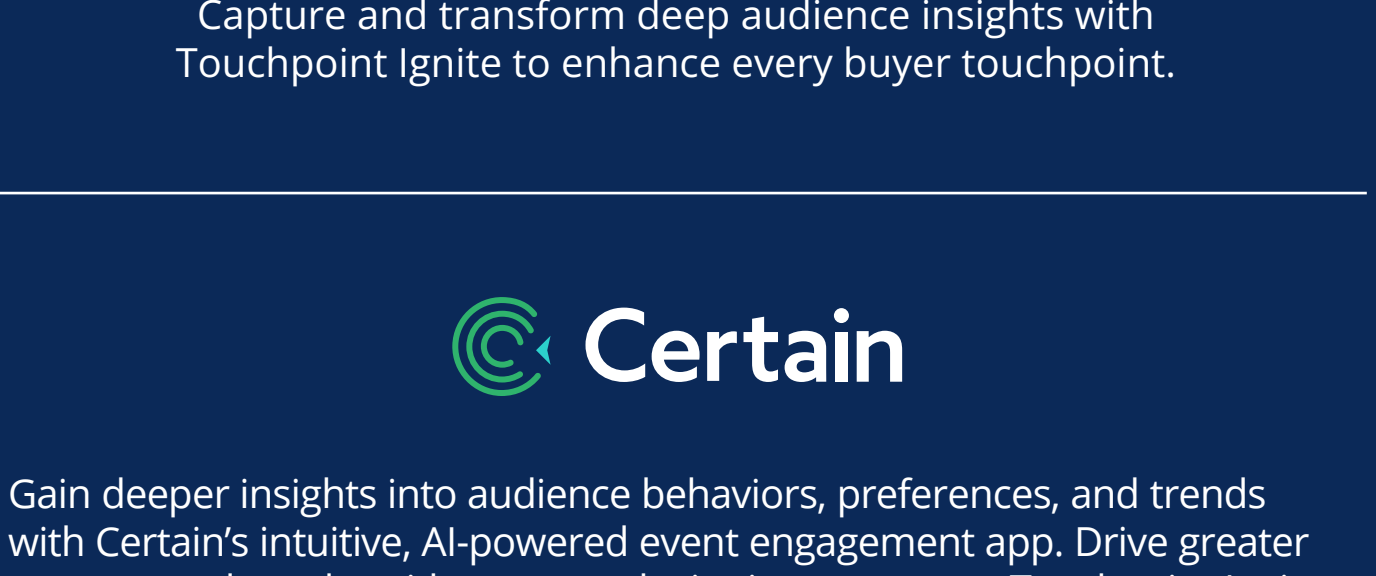 Capture and transform deep audience insights with
Touchpoint Ignite to enhance every buyer touchpoint.
Certain
Gain deeper insights into audience behaviors, preferences, and trends
with Certain’s intuitive, AI-powered event engagement app. Drive greater